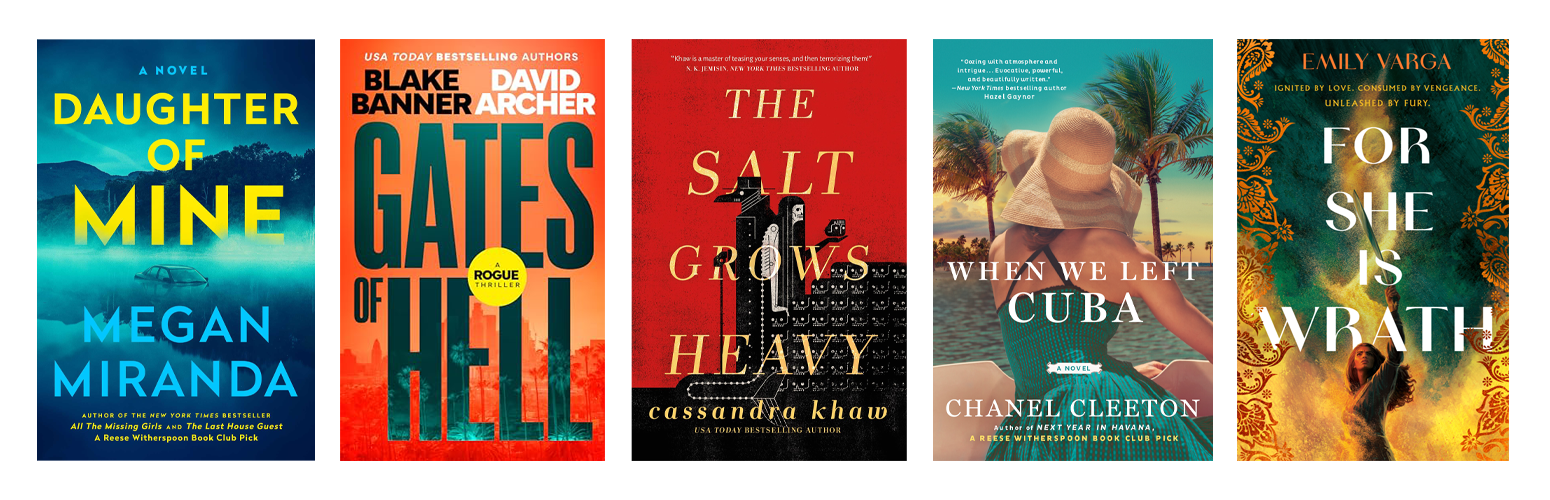 A NOVEL
DAUGHTER
OF
MINE
MEGAN
MIRANDA
AUTHOR OF THE NEW YORK TIMES BESTSELLER
All The Missing Girls AND The Last House Guest
A Reese Witherspoon Book Club Pick
USA TODAY BESTSELLING AUTHORS
BLAKE DAVID
BANNER ARCHER
GATES
A
ROGUE
THRILLER
OF HELL
"Khaw is a master of teasing your senses, and then terrorizing them!"
N. K. JEMISIN, NEW YORK TIMES BESTSELLING AUTHOR
THE
SALT
GROWS
HEAVY
cassandra khaw
USA TODAY BESTSELLING AUTHOR
"Oozing with atmosphere and
intrigue... Evocative, powerful,
and beautifully written."
—New York Times bestselling author
Hazel Gaynor
WHEN WE LEFT
CUBA
A NOVEL
CHANEL CLEETON
Author of NEXT YEAR IN HAVANA,
A REESE WITHERSPOON BOOK CLUB PICK
EMILY VARGA
IGNITED BY LOVE. CONSUMED BY VENGEANCE.
UNLEASHED BY FURY.
FOR
SHE
IS
WRATH